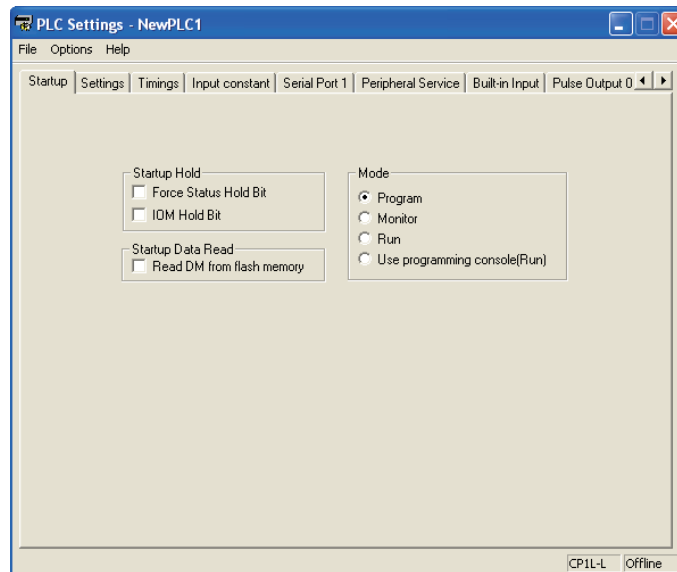 PLC Settings - NewPLC1
File Options Help
Startup Settings Timings Input constant Serial Port 1 Peripheral Service Built-in Input Pulse Output 0
Startup Hold
Force Status Hold Bit
IOM Hold Bit
Startup Data Read
Read DM from flash memory
Mode
Program
Monitor
Run
Use programming console(Run)
CP1L-L Offline